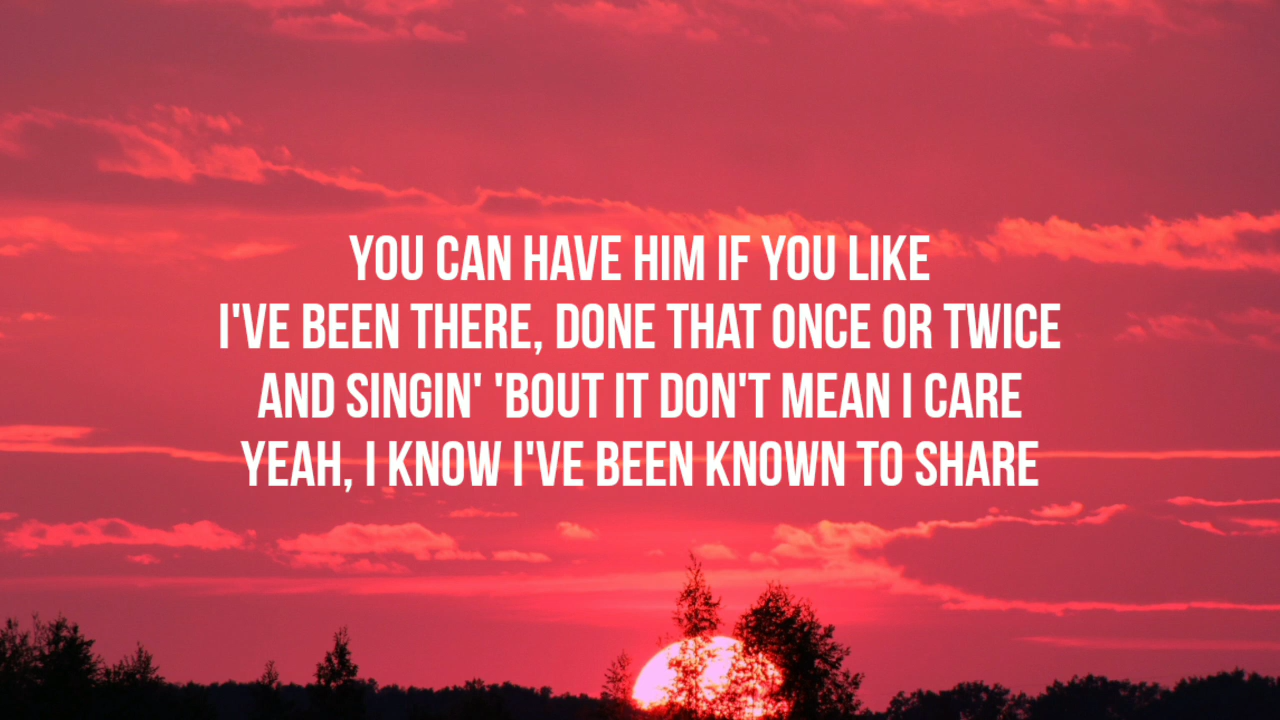 YOU CAN HAVE HIM IF YOU LIKE
I'VE BEEN THERE, DONE THAT ONCE OR TWICE
AND SINGIN' 'BOUT IT DON'T MEAN I CARE
YEAH, I KNOW I'VE BEEN KNOWN TO SHARE